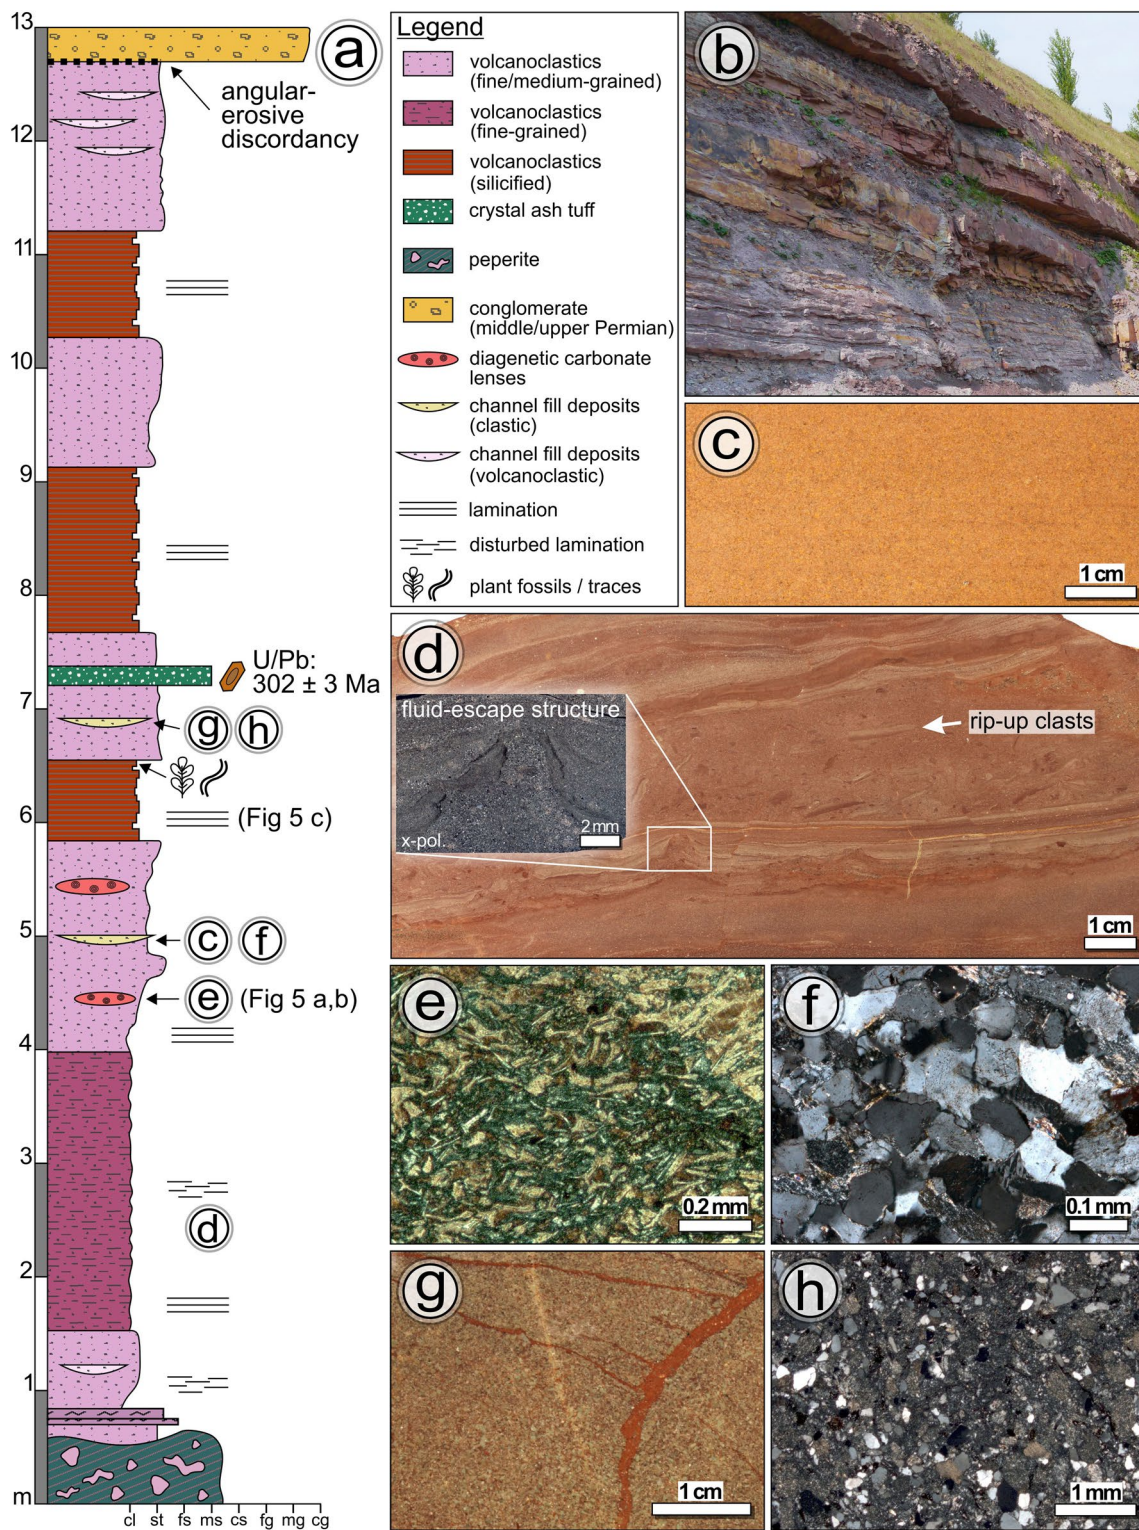 13
a
angular-
erosive
discordancy
12
11
10
9
8
U/Pb:
302 ± 3 Ma
7
g h
6
(Fig 5 c)
5
c f
e (Fig 5 a,b)
4
3
d
2
1
m
cl st fs ms cs fg mg cg
Legend
volcanoclastics
(fine/medium-grained)
volcanoclastics
(fine-grained)
volcanoclastics
(silicified)
crystal ash tuff
peperite
conglomerate
(middle/upper Permian)
diagenetic carbonate
lenses
channel fill deposits
(clastic)
channel fill deposits
(volcanoclastic)
lamination
disturbed lamination
plant fossils / traces
b
c
1 cm
d
fluid-escape structure
rip-up clasts
2 mm
x-pol.
1 cm
e
0.2 mm
f
0.1 mm
g
1 cm
h
1 mm